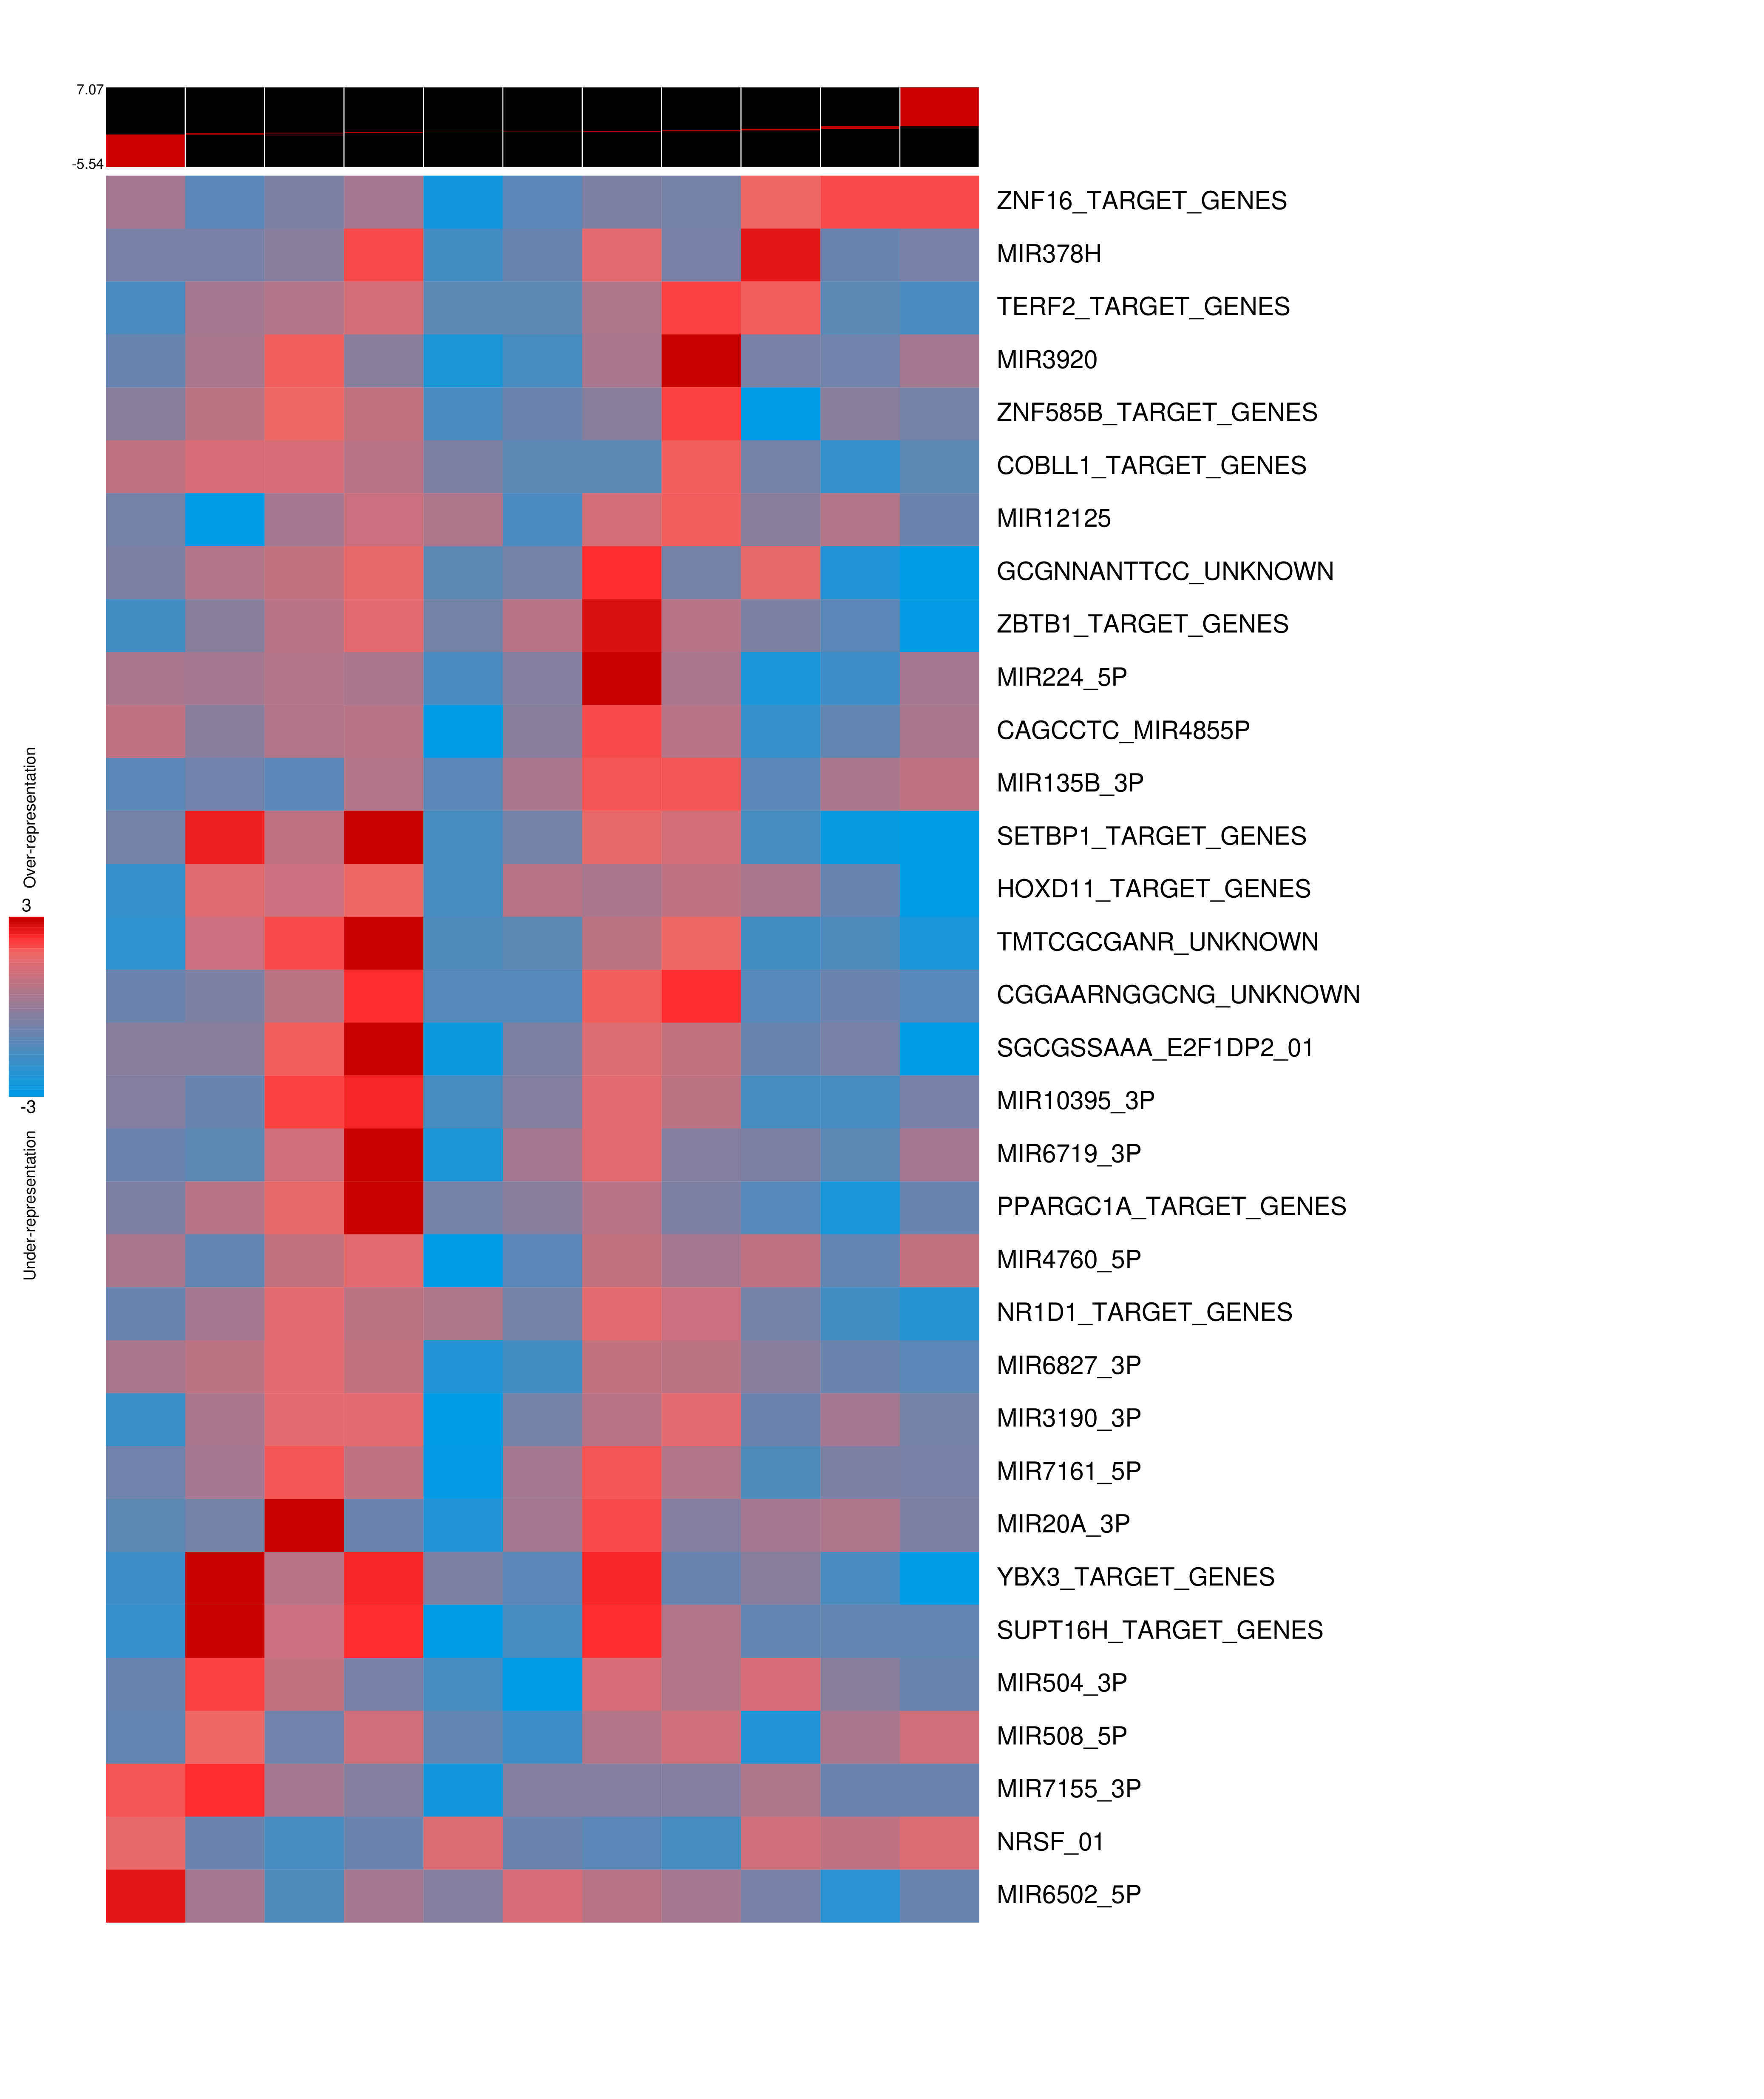 7.07
-5.54
ZNF16_TARGET_GENES
MIR378H
TERF2_TARGET_GENES
MIR3920
ZNF585B_TARGET_GENES
COBLL1_TARGET_GENES
MIR12125
GCGNNANTTCC_UNKNOWN
ZBTB1_TARGET_GENES
MIR224_5P
CAGCCTC_MIR4855P
MIR135B_3P
SETBP1_TARGET_GENES
HOXD11_TARGET_GENES
TMTCGCGANR_UNKNOWN
CGGAARNGGCNG_UNKNOWN
SGCGSSAAA_E2F1DP2_01
MIR10395_3P
MIR6719_3P
PPARGC1A_TARGET_GENES
MIR4760_5P
NR1D1_TARGET_GENES
MIR6827_3P
MIR3190_3P
MIR7161_5P
MIR20A_3P
YBX3_TARGET_GENES
SUPT16H_TARGET_GENES
MIR504_3P
MIR508_5P
MIR7155_3P
NRSF_01
MIR6502_5P
Over-representation
3
-3
Under-representation